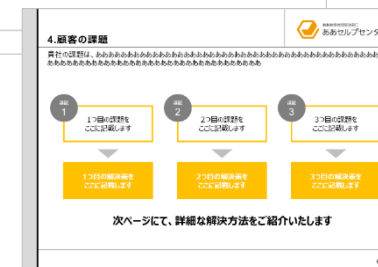 4.顧客の課題
ああセルプセンタ
貴社の課題は、ああああああああああああああああああああああああああああああああああああああああああああ
ああああああああああああああああああああああああああああああああああ
課題
1
1つ目の課題を
ここに記載します
課題
2
2つ目の課題を
ここに記載します
課題
3
3つ目の課題を
ここに記載します
1つ目の解決策を
ここに記載します
2つ目の解決策を
ここに記載します
3つ目の解決策を
ここに記載します
次ページにて、詳細な解決方法をご紹介いたします